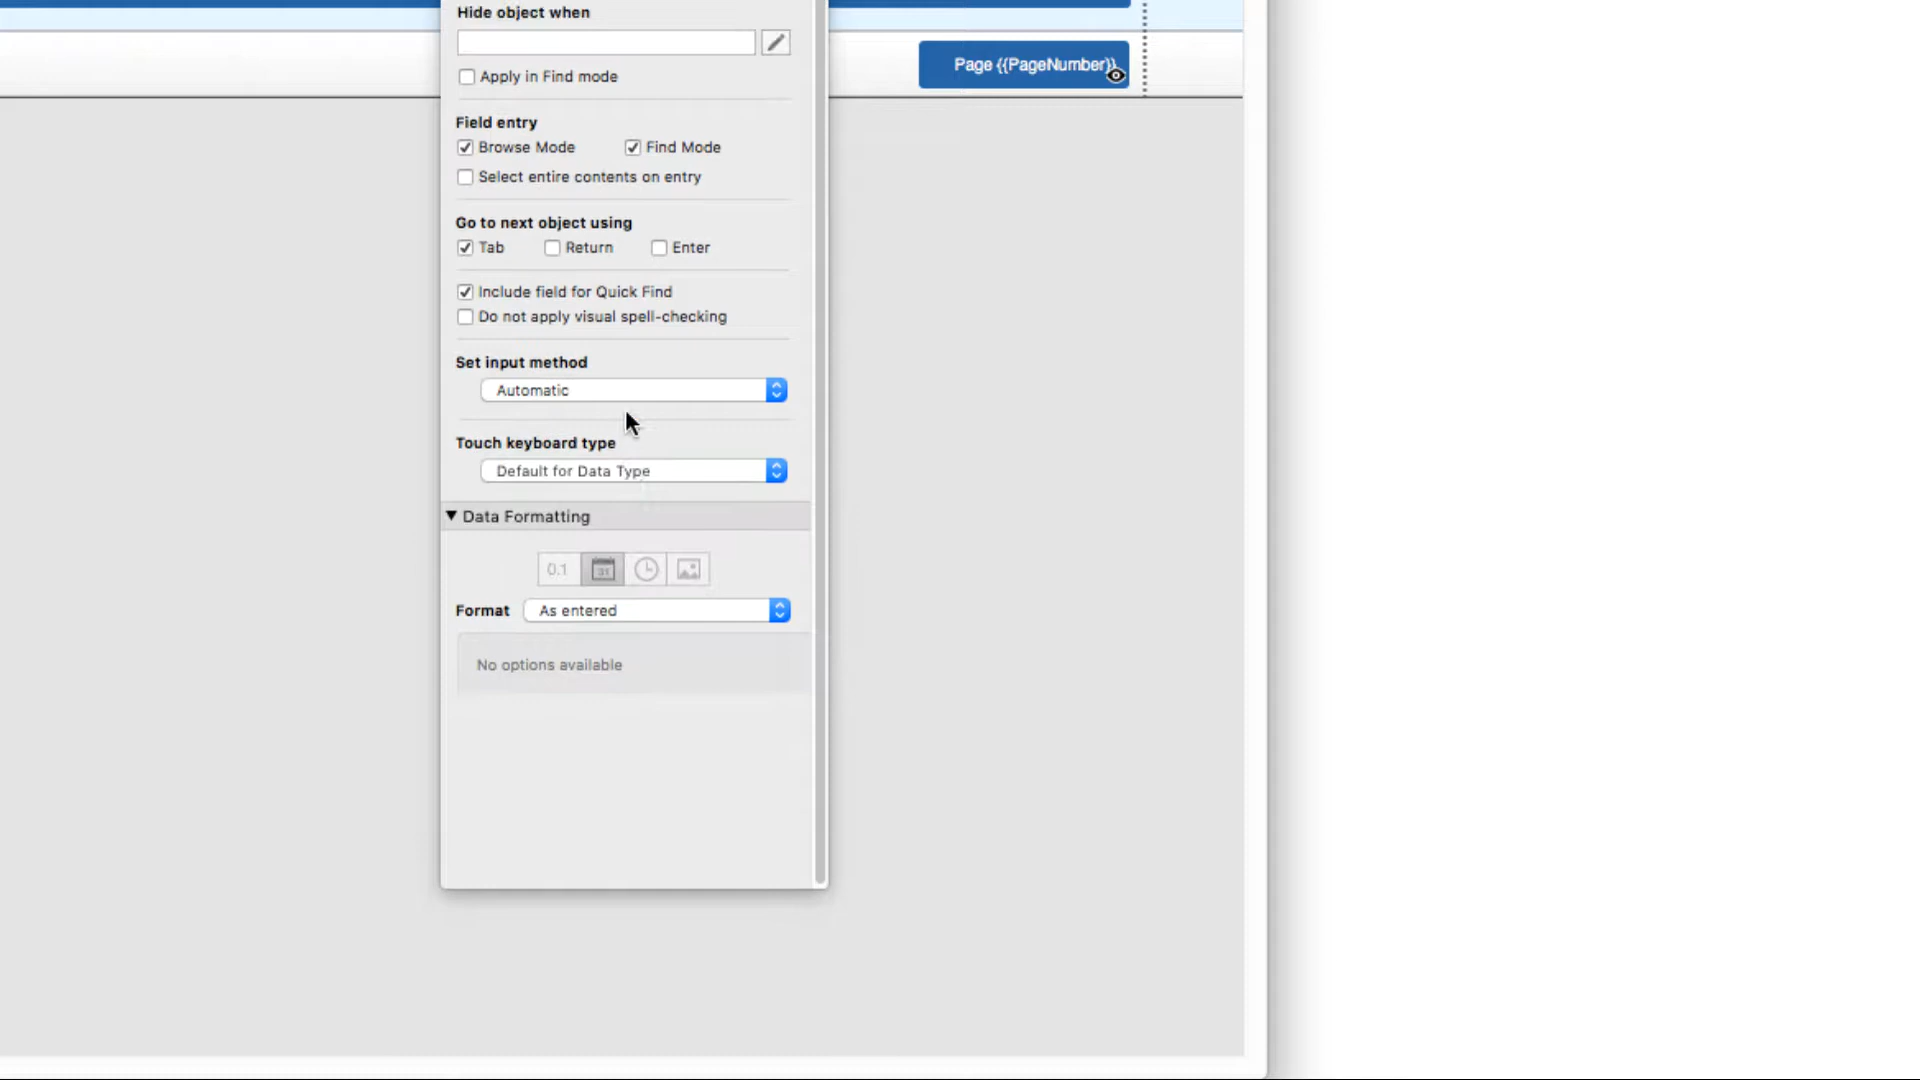 Hide object when
Page {{PageNumber}}
Apply in Find mode
Field entry
Browse Mode Find Mode
Select entire contents on entry
Go to next object using
Tab Return Enter
Include field for Quick Find
Do not apply visual spell-checking
Set input method
Automatic
Touch keyboard type
Default for Data Type
Data Formatting
0.1 31
Format As entered
No options available